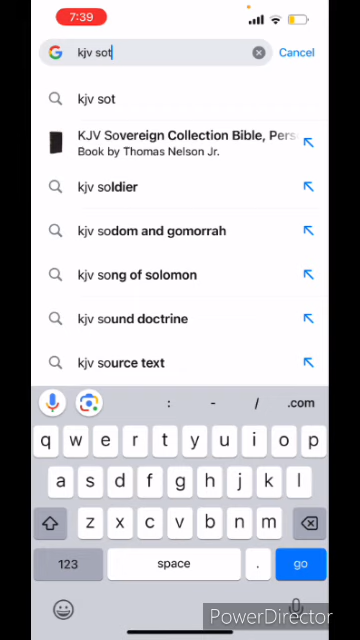 7:39
kjv sot
Cancel
kjv sot
KJV Sovereign Collection Bible, Pers
Book by Thomas Nelson Jr.
kjv soldier
kjv sodom and gomorrah
kjv song of solomon
kjv sound doctrine
kjv source text
: - / .com
q w e r t y u i o p
a s d f g h j k l
z x c v b n m
123 space . go
PowerDirector